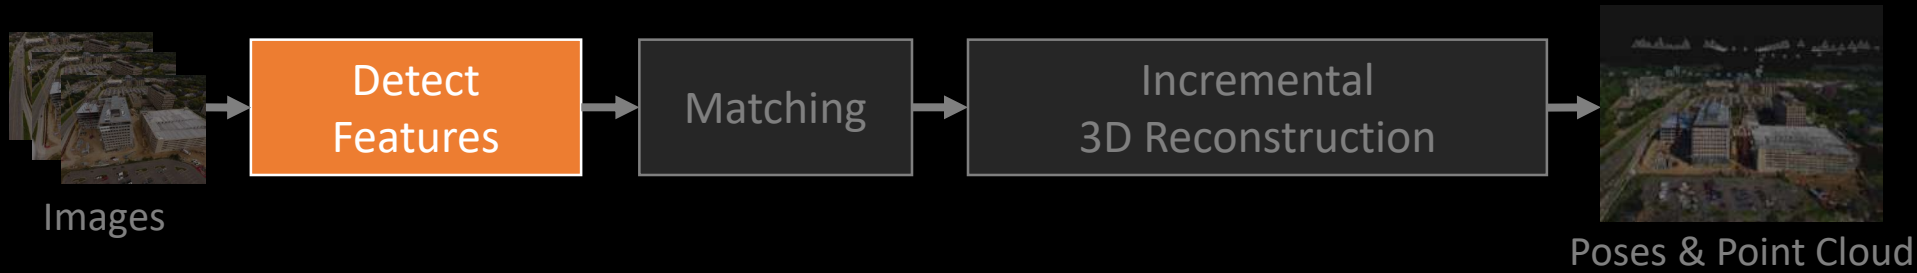 Images
Detect
Features
Matching
Incremental
3D Reconstruction
Poses & Point Cloud